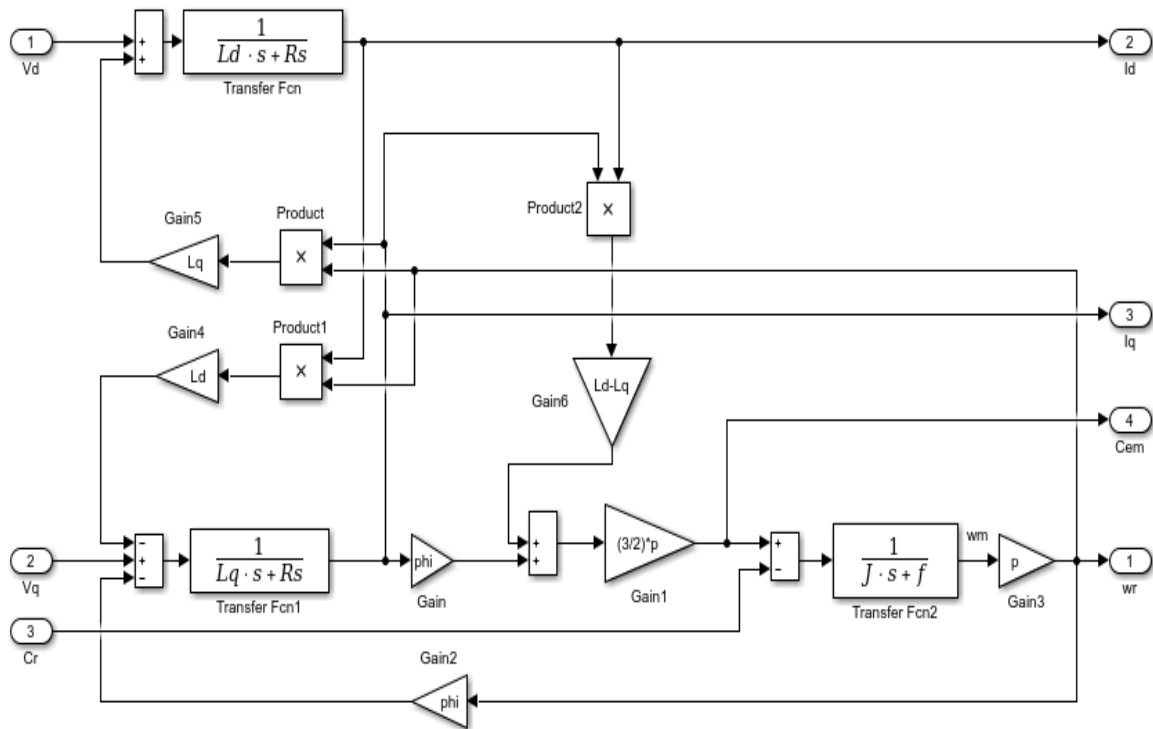 1
Vd
+
+
1
Ld · s+Rs
Transfer Fcn
2
Id
Product2
×
Gain5
Lq
Product
×
3
Iq
Gain4
Ld
Product1
×
Gain6
Ld-Lq
4
Cem
2
Vq
−
+
−
1
Lq · s+Rs
Transfer Fcn1
phi
Gain
+
+
(3/2)*p
Gain1
+
−
1
J · s+f
Transfer Fcn2
wm
p
Gain3
1
wr
3
Cr
Gain2
phi